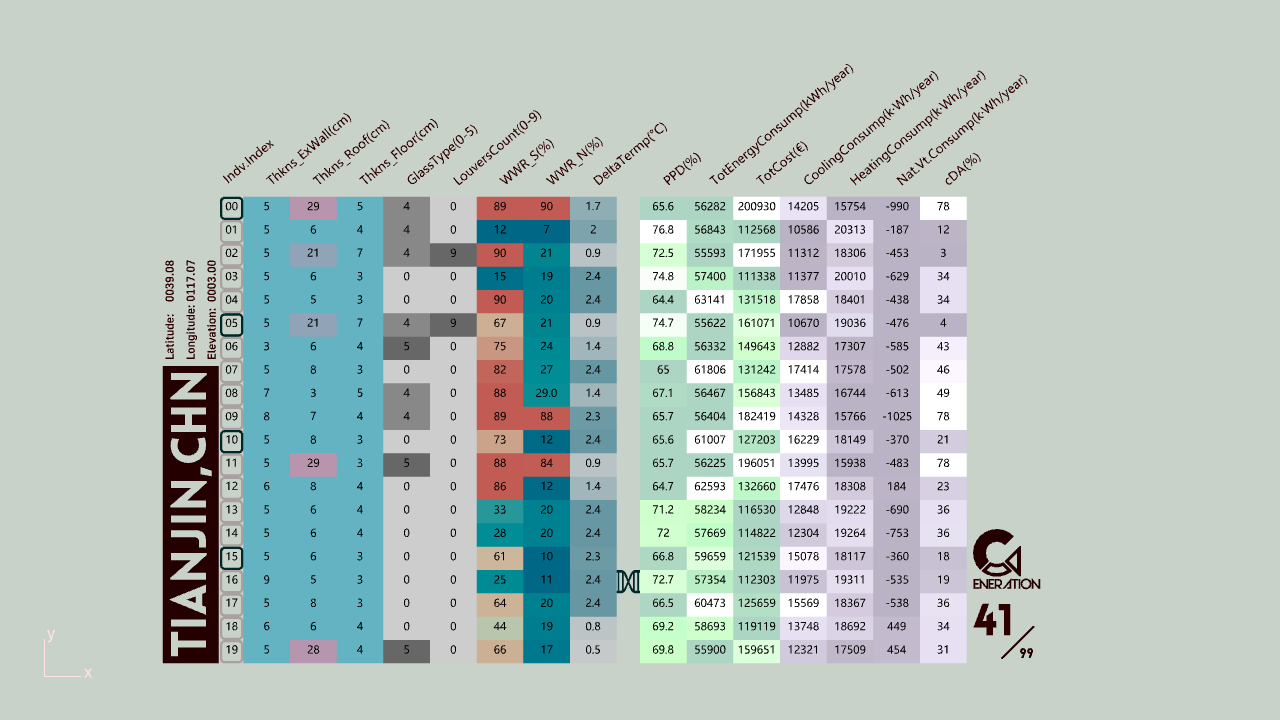 Indv.Index Thkns_ExWall(cm) Thkns_Roof(cm) Thkns_Floor(cm) GlassType(0-5) LouversCount(0-9) WWR_S(%) WWR_N(%) DeltaTermp(°C) PPD(%) TotEnergyConsump(kWh/year) TotCost(€) CoolingConsump(k·Wh/year) HeatingConsump(k·Wh/year) Nat.Vt.Consump(k·Wh/year) cDA(%)
00 5 29 5 4 0 89 90 1.7 65.6 56282 200930 14205 15754 -990 78
01 5 6 4 4 0 12 7 2 76.8 56843 112568 10586 20313 -187 12
02 5 21 7 4 9 90 21 0.9 72.5 55593 171955 11312 18306 -453 3
03 5 6 3 0 0 15 19 2.4 74.8 57400 111338 11377 20010 -629 34
04 5 5 3 0 0 90 20 2.4 64.4 63141 131518 17858 18401 -438 34
05 5 21 7 4 9 67 21 0.9 74.7 55622 161071 10670 19036 -476 4
06 3 6 4 5 0 75 24 1.4 68.8 56332 149643 12882 17307 -585 43
07 5 8 3 0 0 82 27 2.4 65 61806 131242 17414 17578 -502 46
08 7 3 5 4 0 88 29.0 1.4 67.1 56467 156843 13485 16744 -613 49
09 8 7 4 4 0 89 88 2.3 65.7 56404 182419 14328 15766 -1025 78
10 5 8 3 0 0 73 12 2.4 65.6 61007 127203 16229 18149 -370 21
11 5 29 3 5 0 88 84 0.9 65.7 56225 196051 13995 15938 -483 78
12 6 8 4 0 0 86 12 1.4 64.7 62593 132660 17476 18308 184 23
13 5 6 4 0 0 33 20 2.4 71.2 58234 116530 12848 19222 -690 36
14 5 6 4 0 0 28 20 2.4 72 57669 114822 12304 19264 -753 36
15 5 6 3 0 0 61 10 2.3 66.8 59659 121539 15078 18117 -360 18
16 9 5 3 0 0 25 11 2.4 72.7 57354 112303 11975 19311 -535 19
17 5 8 3 0 0 64 20 2.4 66.5 60473 125659 15569 18367 -538 36
18 6 6 4 0 0 44 19 0.8 69.2 58693 119119 13748 18692 449 34
19 5 28 4 5 0 66 17 0.5 69.8 55900 159651 12321 17509 454 31
Latitude: 0039.08
Longitude: 0117.07
Elevation: 0003.00
TIANJIN,CHN
ENERATION
41/99
y
x